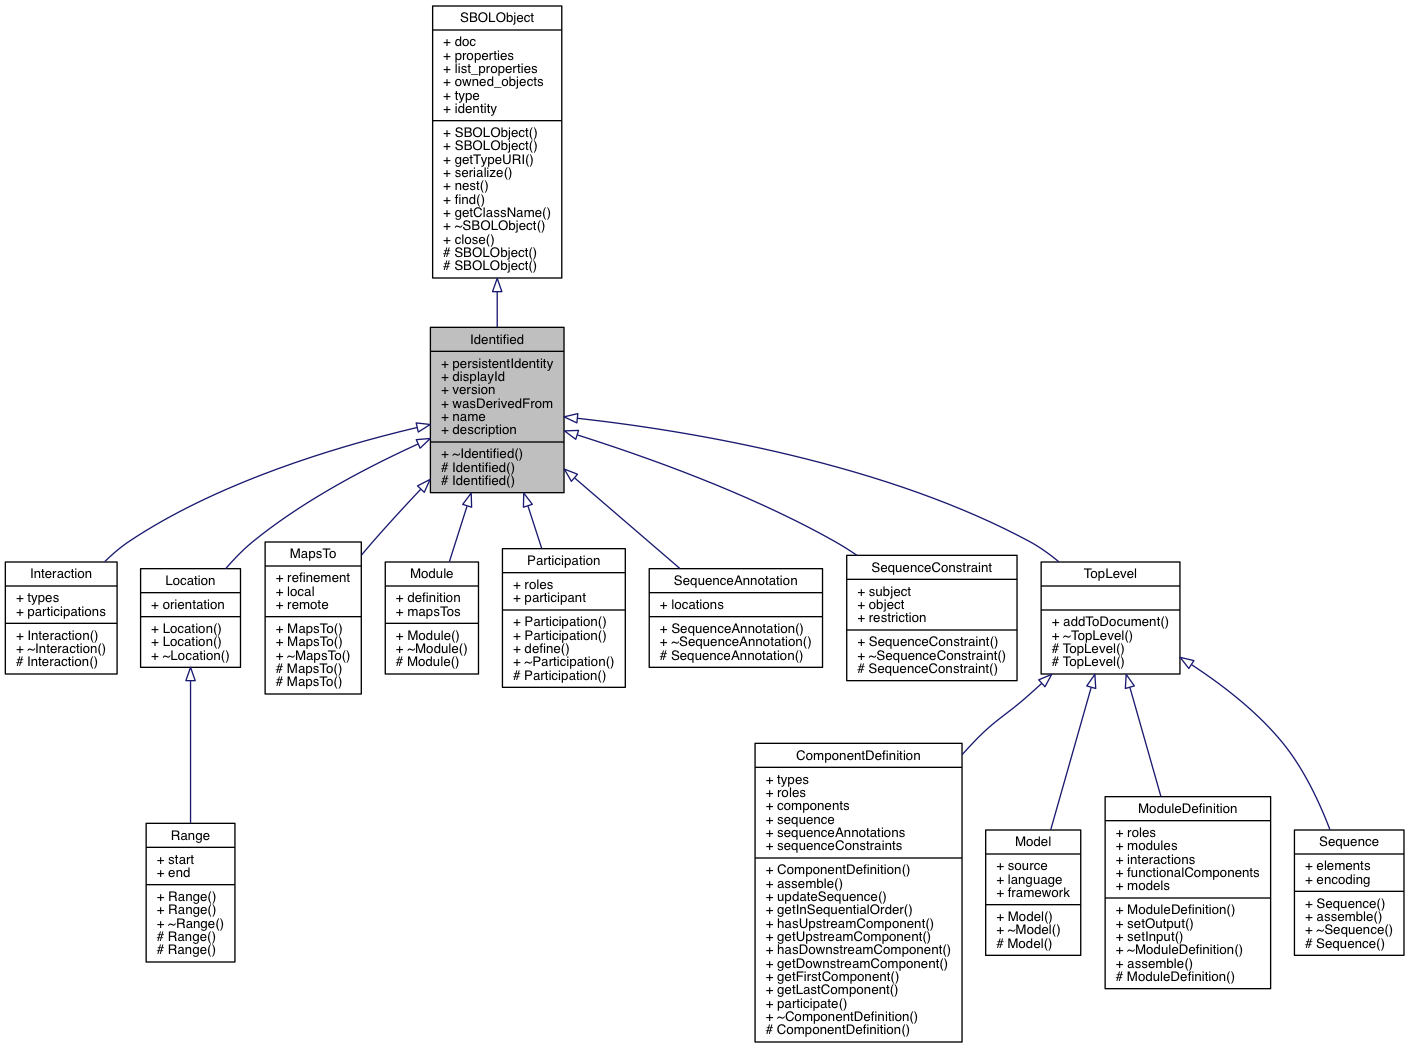 SBOLObject
+ doc
+ properties
+ list_properties
+ owned_objects
+ type
+ identity
+ SBOLObject()
+ SBOLObject()
+ getTypeURI()
+ serialize()
+ nest()
+ find()
+ getClassName()
+ ~SBOLObject()
+ close()
# SBOLObject()
# SBOLObject()
Identified
+ persistentIdentity
+ displayId
+ version
+ wasDerivedFrom
+ name
+ description
+ ~Identified()
# Identified()
# Identified()
Interaction
+ types
+ participations
+ Interaction()
+ ~Interaction()
# Interaction()
Location
+ orientation
+ Location()
+ Location()
+ ~Location()
MapsTo
+ refinement
+ local
+ remote
+ MapsTo()
+ MapsTo()
+ ~MapsTo()
# MapsTo()
# MapsTo()
Module
+ definition
+ mapsTos
+ Module()
+ ~Module()
# Module()
Participation
+ roles
+ participant
+ Participation()
+ Participation()
+ define()
+ ~Participation()
# Participation()
SequenceAnnotation
+ locations
+ SequenceAnnotation()
+ ~SequenceAnnotation()
# SequenceAnnotation()
SequenceConstraint
+ subject
+ object
+ restriction
+ SequenceConstraint()
+ ~SequenceConstraint()
# SequenceConstraint()
TopLevel
+ addToDocument()
+ ~TopLevel()
# TopLevel()
# TopLevel()
Range
+ start
+ end
+ Range()
+ Range()
+ ~Range()
# Range()
# Range()
ComponentDefinition
+ types
+ roles
+ components
+ sequence
+ sequenceAnnotations
+ sequenceConstraints
+ ComponentDefinition()
+ assemble()
+ updateSequence()
+ getInSequentialOrder()
+ hasUpstreamComponent()
+ getUpstreamComponent()
+ hasDownstreamComponent()
+ getDownstreamComponent()
+ getFirstComponent()
+ getLastComponent()
+ participate()
+ ~ComponentDefinition()
# ComponentDefinition()
Model
+ source
+ language
+ framework
+ Model()
+ ~Model()
# Model()
ModuleDefinition
+ roles
+ modules
+ interactions
+ functionalComponents
+ models
+ ModuleDefinition()
+ setOutput()
+ setInput()
+ ~ModuleDefinition()
+ assemble()
# ModuleDefinition()
Sequence
+ elements
+ encoding
+ Sequence()
+ assemble()
+ ~Sequence()
# Sequence()